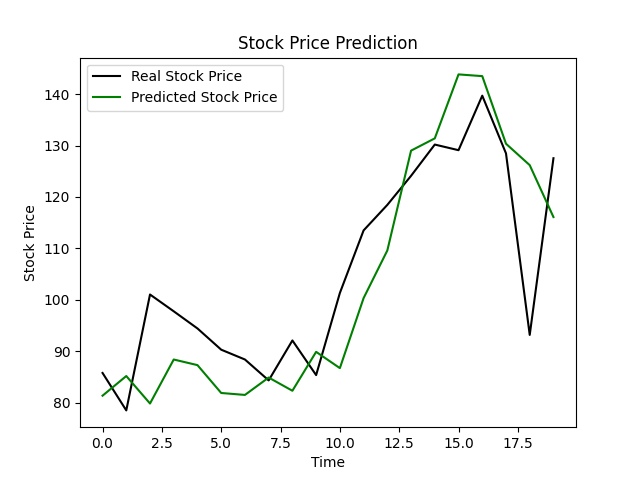 Stock Price Prediction
Real Stock Price
Predicted Stock Price
Stock Price
140
130
120
110
100
90
80
0.0 2.5 5.0 7.5 10.0 12.5 15.0 17.5
Time